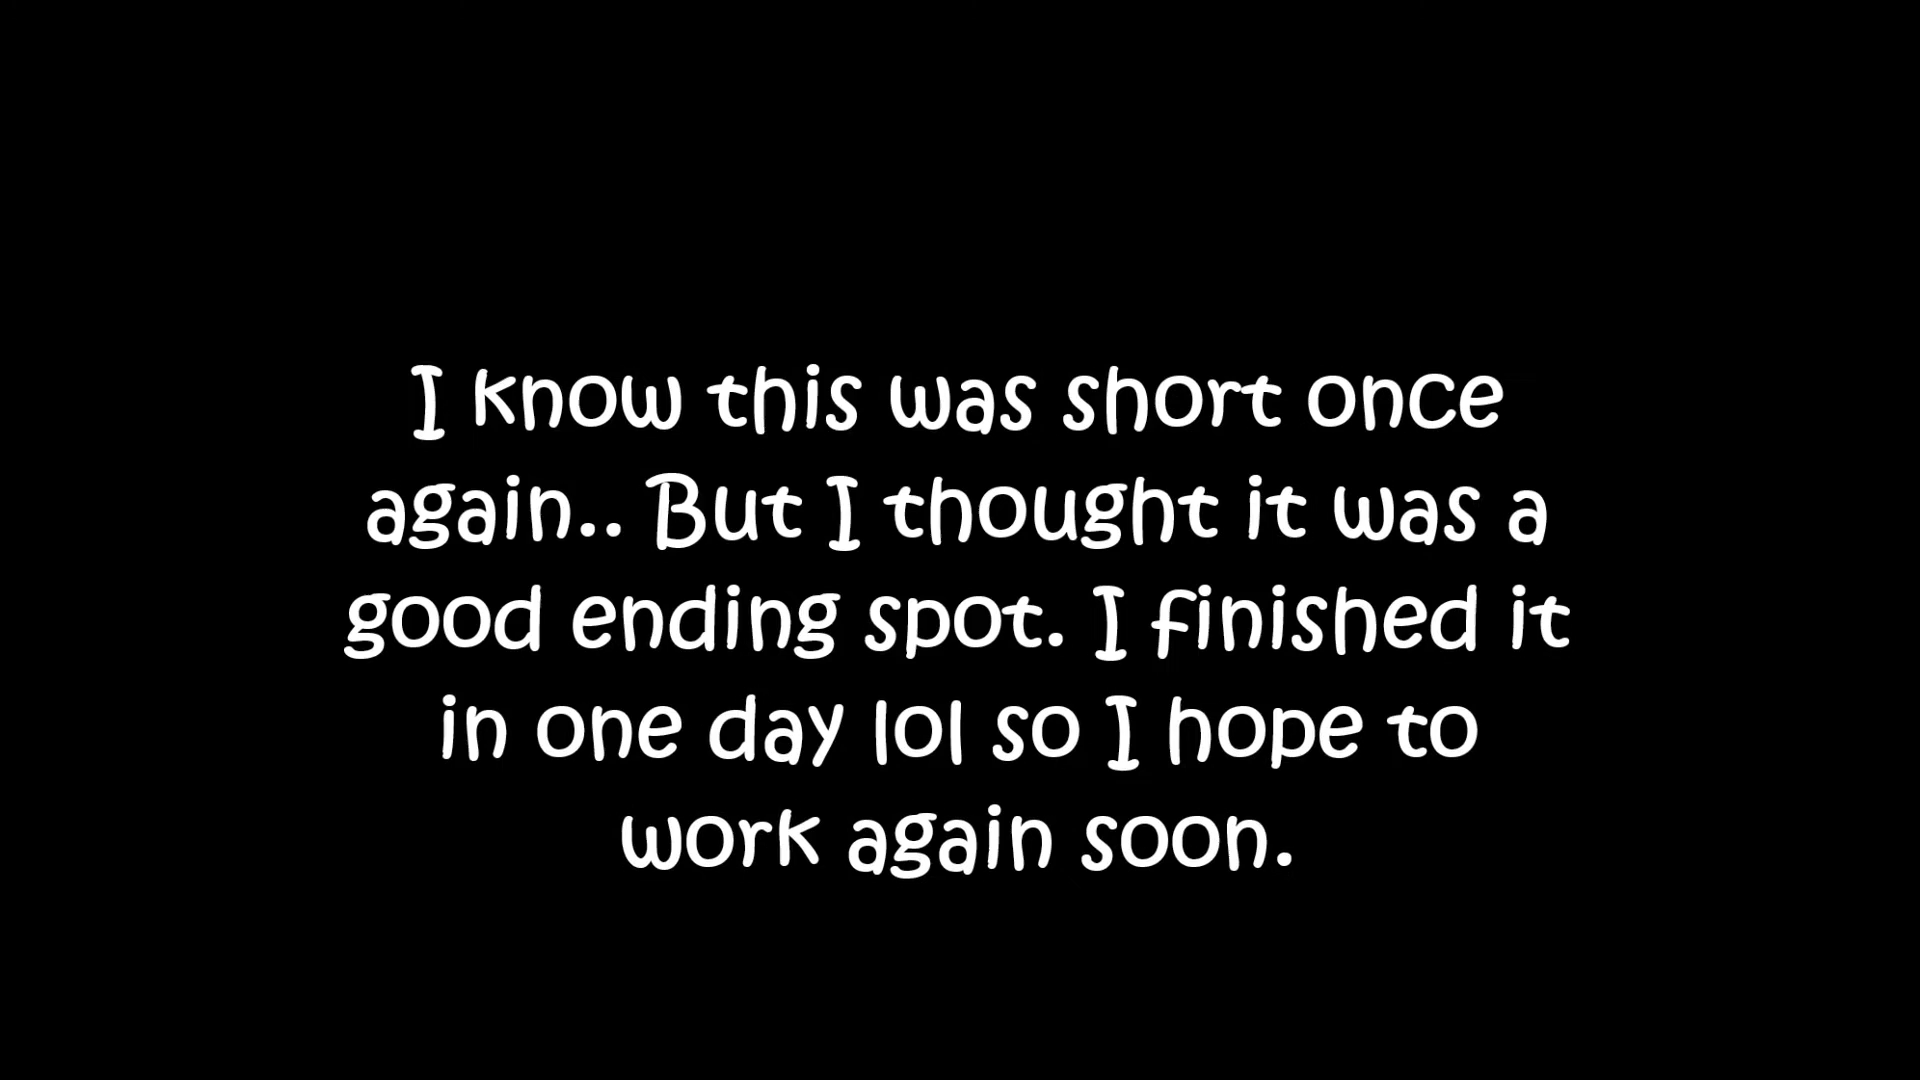 I know this was short once
again.. But I thought it was a
good ending spot. I finished it
in one day lol so I hope to
work again soon.